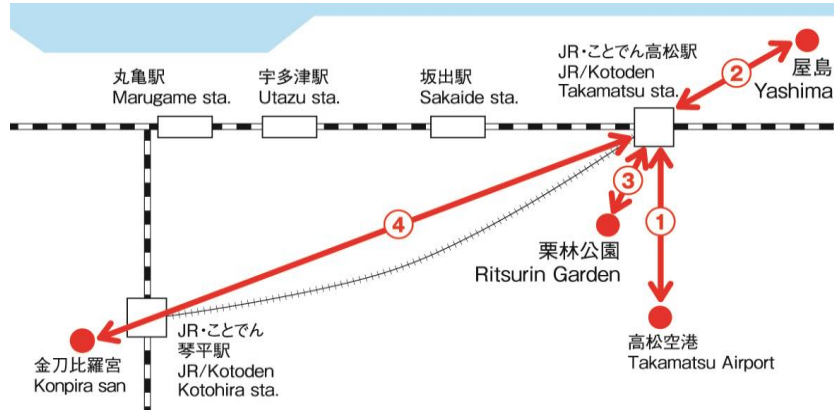 丸亀駅
Marugame sta.
宇多津駅
Utazu sta.
坂出駅
Sakaide sta.
JR・ことでん高松駅
JR/Kotoden
Takamatsu sta.
②
屋島
Yashima
③
④
①
栗林公園
Ritsurin Garden
高松空港
Takamatsu Airport
JR・ことでん
琴平駅
JR/Kotoden
Kotohira sta.
金刀比羅宮
Konpira san